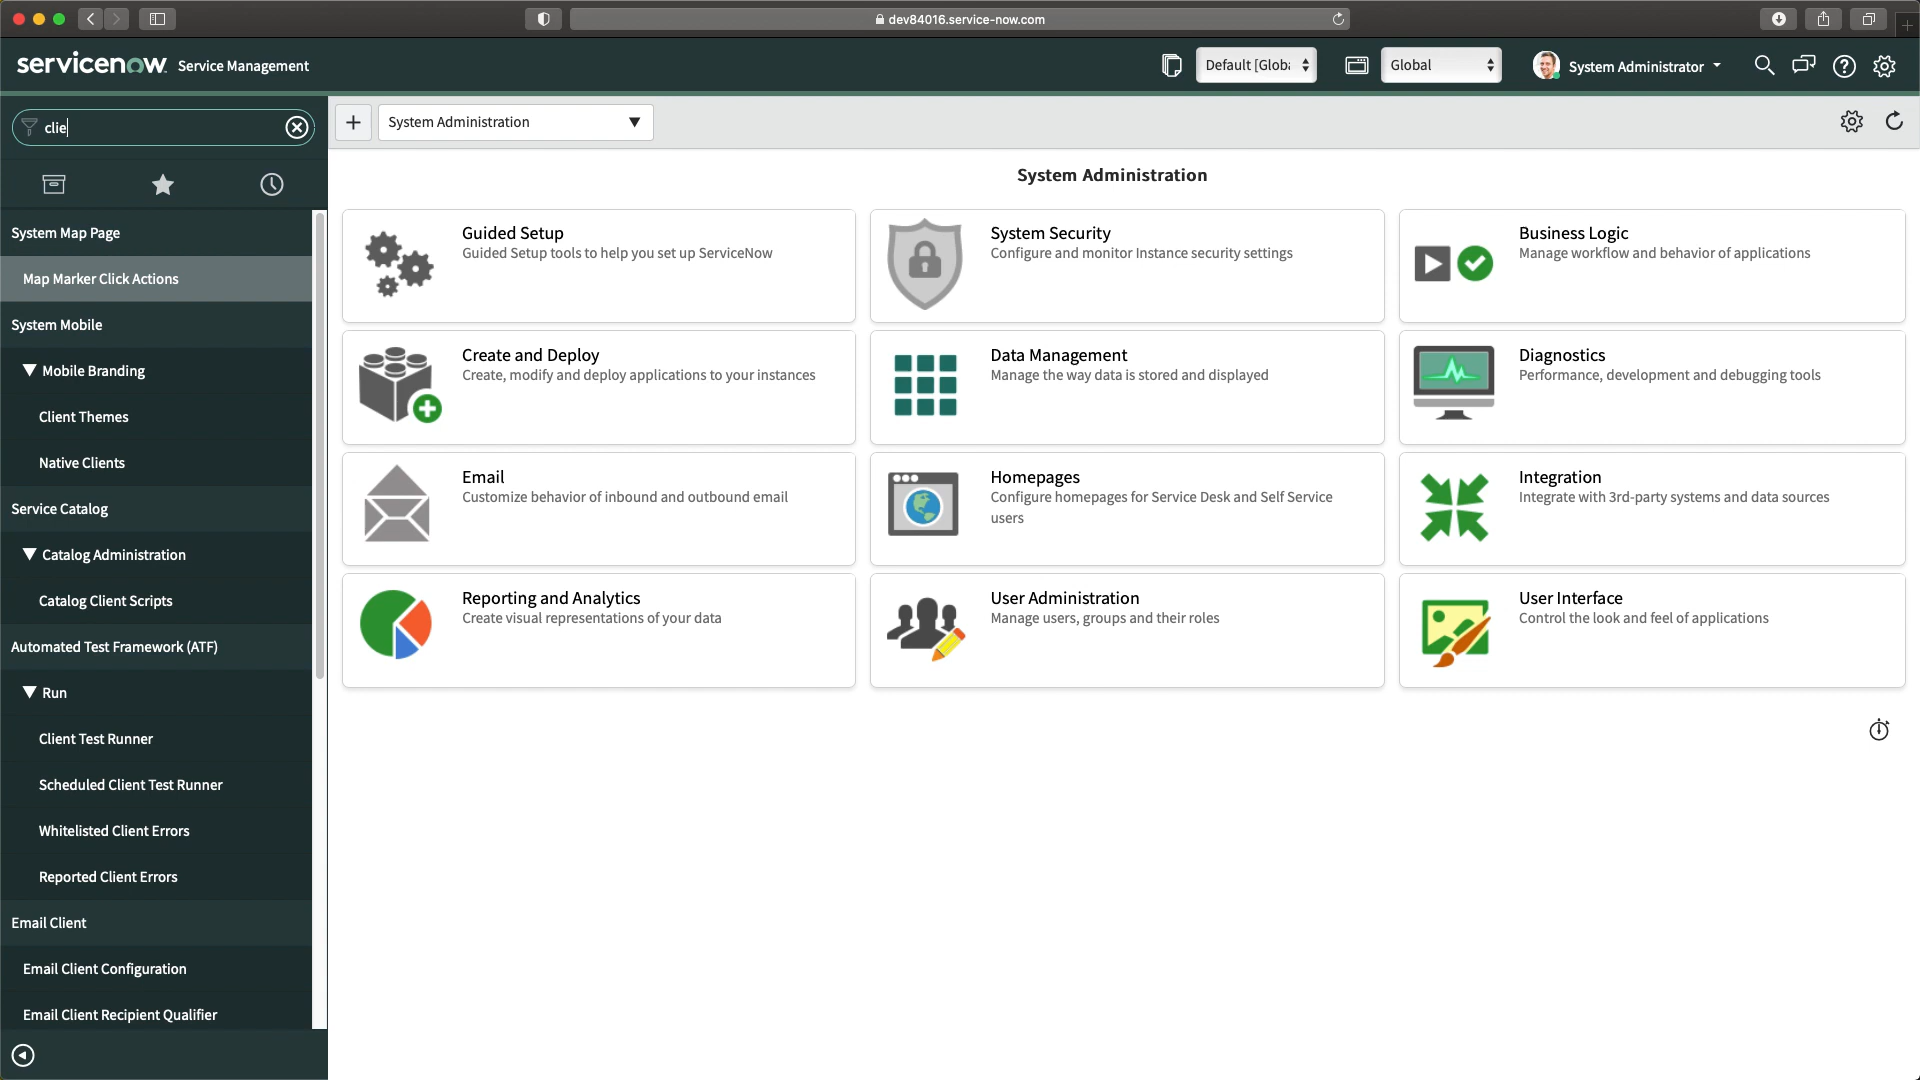 dev84016.service-now.com
servicenow. Service Management
Default [Globa
Global
System Administrator
clie
System Administration
System Administration
System Map Page
Map Marker Click Actions
System Mobile
Mobile Branding
Client Themes
Native Clients
Service Catalog
Catalog Administration
Catalog Client Scripts
Automated Test Framework (ATF)
Run
Client Test Runner
Scheduled Client Test Runner
Whitelisted Client Errors
Reported Client Errors
Email Client
Email Client Configuration
Email Client Recipient Qualifier
Guided Setup
Guided Setup tools to help you set up ServiceNow
System Security
Configure and monitor Instance security settings
Business Logic
Manage workflow and behavior of applications
Create and Deploy
Create, modify and deploy applications to your instances
Data Management
Manage the way data is stored and displayed
Diagnostics
Performance, development and debugging tools
Email
Customize behavior of inbound and outbound email
Homepages
Configure homepages for Service Desk and Self Service
users
Integration
Integrate with 3rd-party systems and data sources
Reporting and Analytics
Create visual representations of your data
User Administration
Manage users, groups and their roles
User Interface
Control the look and feel of applications